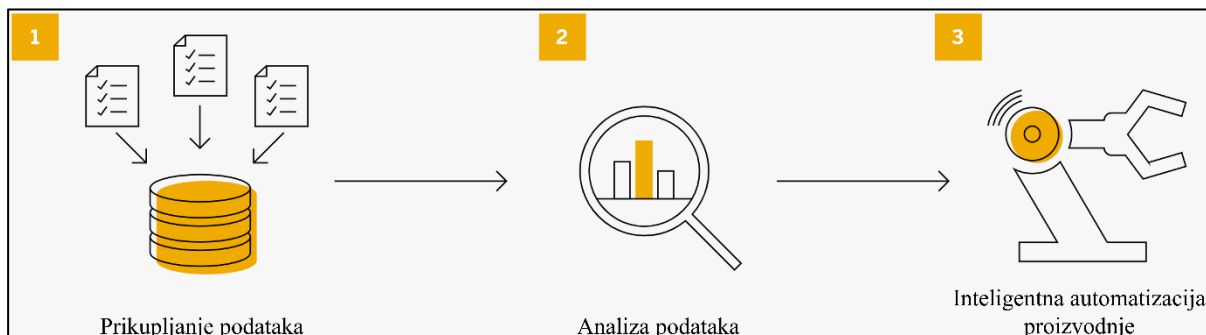 1
2
3
Prikupljanje podataka
Analiza podataka
Inteligentna automatizacija
proizvodnje